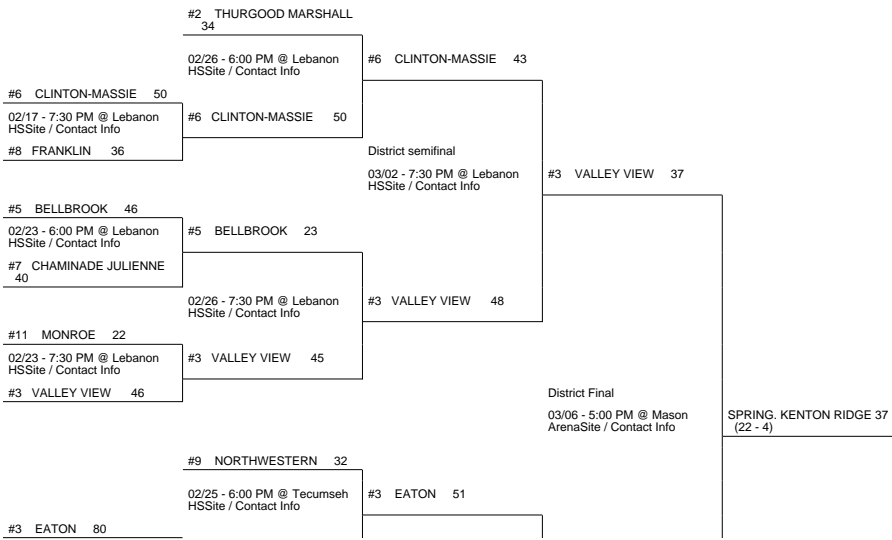 #2 THURGOOD MARSHALL
34
02/26 - 6:00 PM @ Lebanon
HSSite / Contact Info
#6 CLINTON-MASSIE 43
#6 CLINTON-MASSIE 50
02/17 - 7:30 PM @ Lebanon
HSSite / Contact Info
#6 CLINTON-MASSIE 50
#8 FRANKLIN 36
District semifinal
03/02 - 7:30 PM @ Lebanon
HSSite / Contact Info
#3 VALLEY VIEW 37
#5 BELLBROOK 46
02/23 - 6:00 PM @ Lebanon
HSSite / Contact Info
#5 BELLBROOK 23
#7 CHAMINADE JULIENNE
40
02/26 - 7:30 PM @ Lebanon
HSSite / Contact Info
#3 VALLEY VIEW 48
#11 MONROE 22
02/23 - 7:30 PM @ Lebanon
HSSite / Contact Info
#3 VALLEY VIEW 45
#3 VALLEY VIEW 46
District Final
03/06 - 5:00 PM @ Mason
ArenaSite / Contact Info
SPRING. KENTON RIDGE 37
(22 - 4)
#9 NORTHWESTERN 32
02/25 - 6:00 PM @ Tecumseh
HSSite / Contact Info
#3 EATON 51
#3 EATON 80